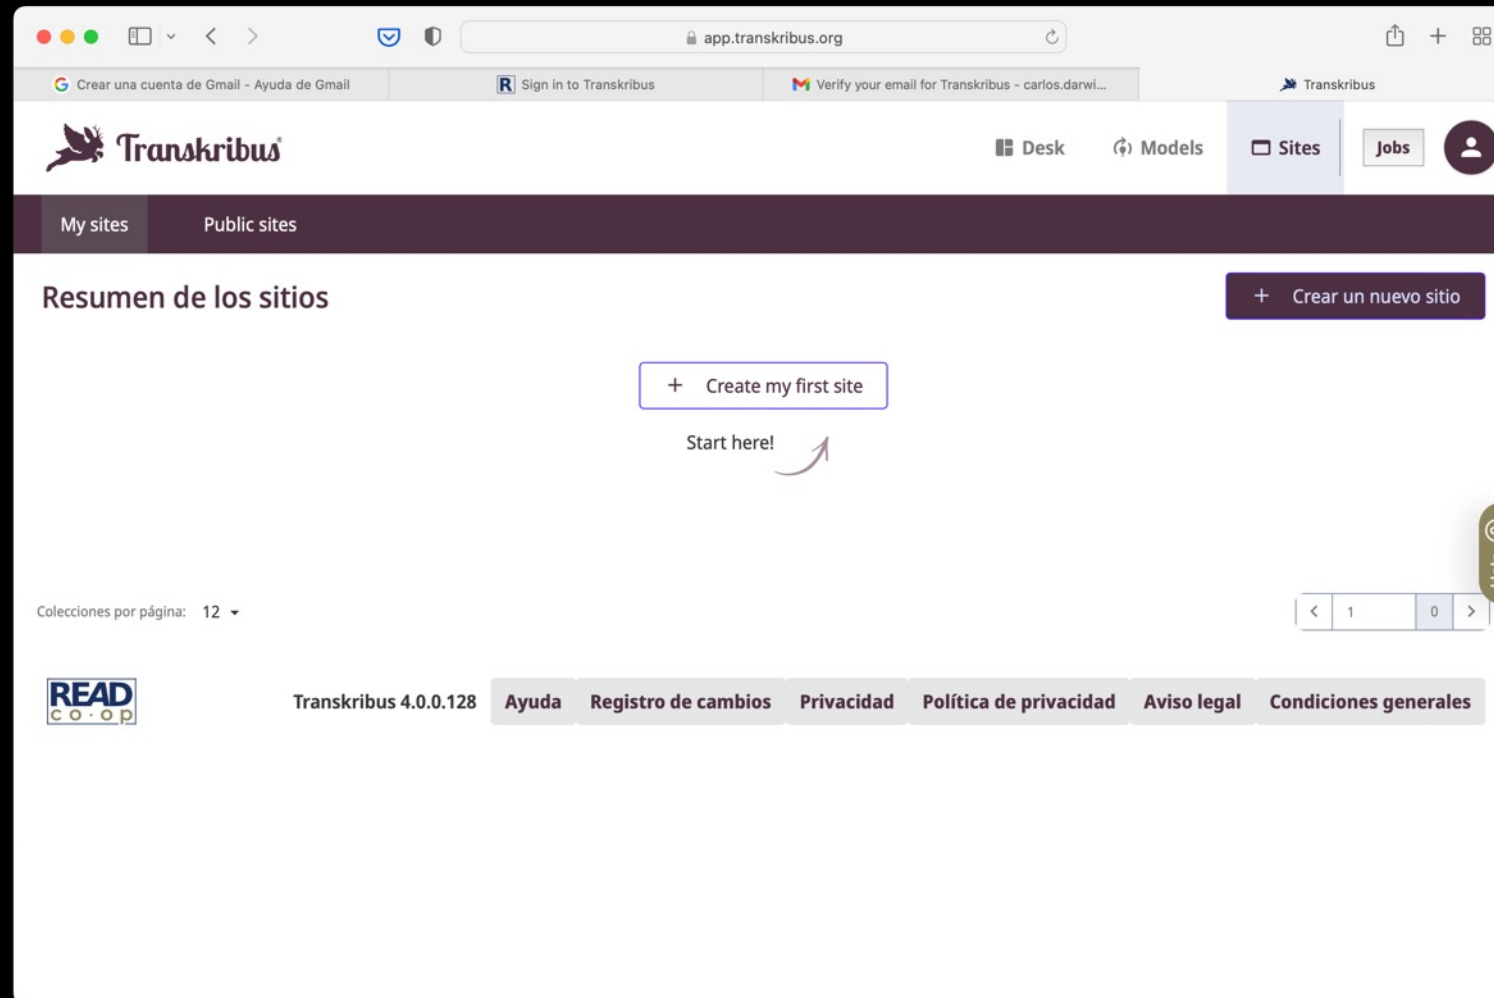 app.transkribus.org
Crear una cuenta de Gmail - Ayuda de Gmail
Sign in to Transkribus
Verify your email for Transkribus - carlos.darwi...
Transkribus
Transkribus
Desk
Models
Sites
Jobs
My sites
Public sites
Resumen de los sitios
+ Crear un nuevo sitio
+ Create my first site
Start here!
Colecciones por página: 12
< 1 0 >
READ
co·op
Transkribus 4.0.0.128
Ayuda
Registro de cambios
Privacidad
Política de privacidad
Aviso legal
Condiciones generales